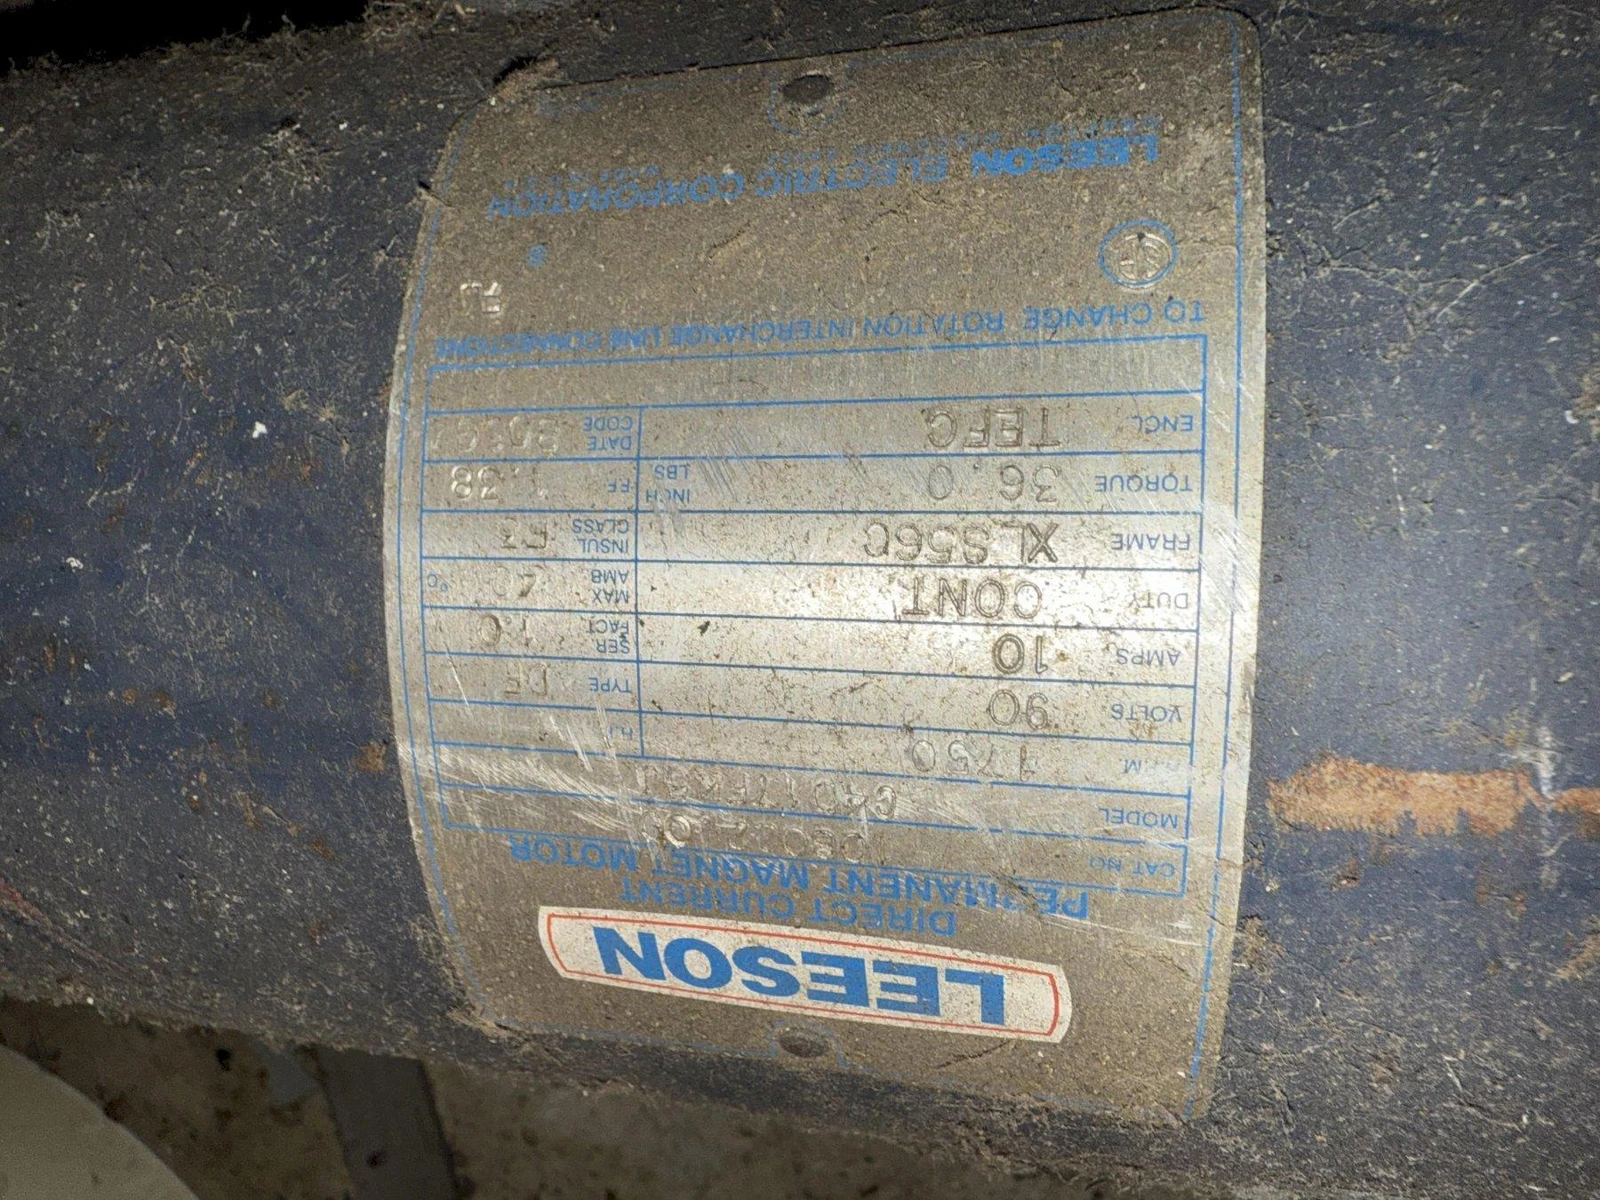 LEESON
DIRECT CURRENT
PERMANENT MAGNET MOTOR
CAT NO
MODEL
R.P.M. 1750 H.P.
VOLTS 90 TYPE
AMPS 10 SER FACT 1.0
DUTY CONT MAX AMB 40 °C
FRAME XLS56C INSUL CLASS
TORQUE 36.0 INCH LBS FF 1.38
ENCL TEFC DATE CODE
TO CHANGE ROTATION INTERCHANGE LINE CONNECTIONS
LEESON ELECTRIC CORPORATION